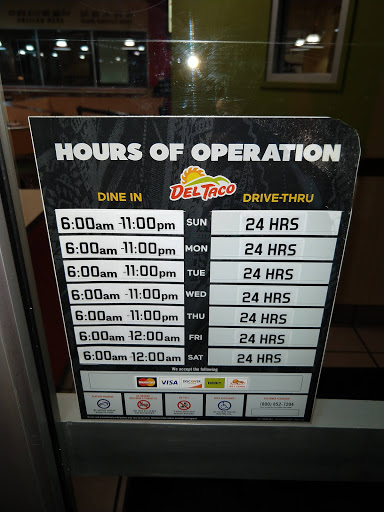 HOURS OF OPERATION
DEL TACO
DINE IN
DRIVE-THRU
6:00am -11:00pm SUN 24 HRS
6:00am -11:00pm MON 24 HRS
6:00am -11:00pm TUE 24 HRS
6:00am -11:00pm WED 24 HRS
6:00am -11:00pm THU 24 HRS
6:00am -12:00am FRI 24 HRS
6:00am -12:00am SAT 24 HRS
We accept the following
MasterCard VISA DISCOVER